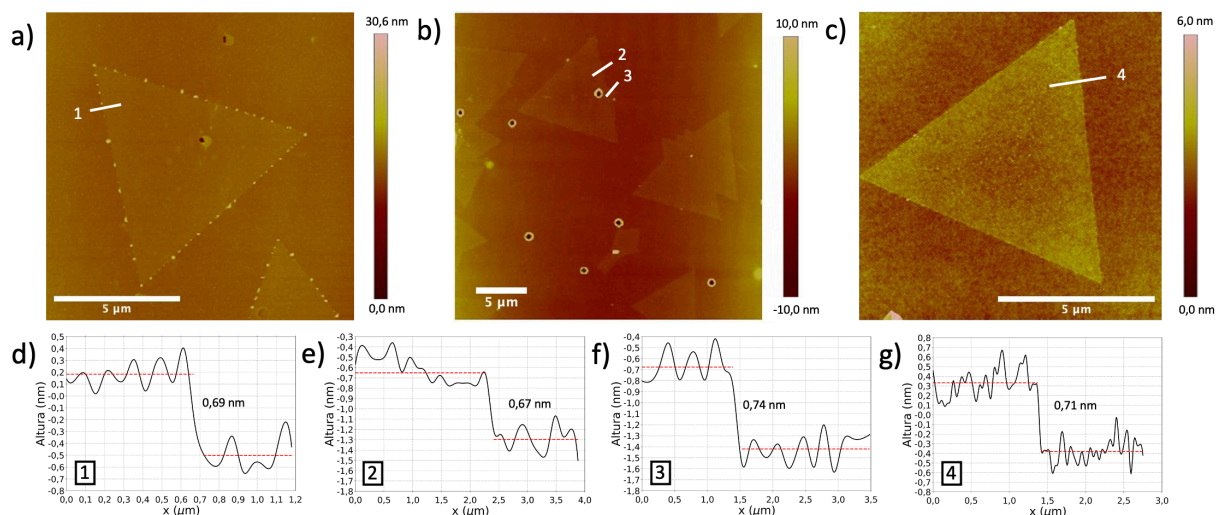 a)
30,6 nm
1
5 µm
0,0 nm
b)
10,0 nm
2
3
5 µm
-10,0 nm
c)
6,0 nm
4
5 µm
0,0 nm
d)
Altura (nm)
0,5
0,4
0,3
0,2
0,1
-0,0
-0,1
-0,2
-0,3
-0,4
-0,5
-0,6
-0,7
-0,8
0,69 nm
1
0,0 0,1 0,2 0,3 0,4 0,5 0,6 0,7 0,8 0,9 1,0 1,1 1,2
x (µm)
e)
Altura (nm)
-0,3
-0,4
-0,5
-0,6
-0,7
-0,8
-0,9
-1,0
-1,1
-1,2
-1,3
-1,4
-1,5
-1,6
-1,7
-1,8
0,67 nm
2
0,0 0,5 1,0 1,5 2,0 2,5 3,0 3,5 4,0
x (µm)
f)
Altura (nm)
-0,4
-0,5
-0,6
-0,7
-0,8
-1,0
-1,1
-1,2
-1,3
-1,4
-1,5
-1,6
-1,7
-1,8
0,74 nm
3
0,0 0,5 1,0 1,5 2,0 2,5 3,0 3,5
x (µm)
g)
Altura (nm)
0,8
0,7
0,6
0,5
0,4
0,3
0,2
0,1
-0,0
-0,1
-0,2
-0,3
-0,4
-0,5
-0,6
-0,7
-0,8
0,71 nm
4
0,0 0,5 1,0 1,5 2,0 2,5 3,0
x (µm)